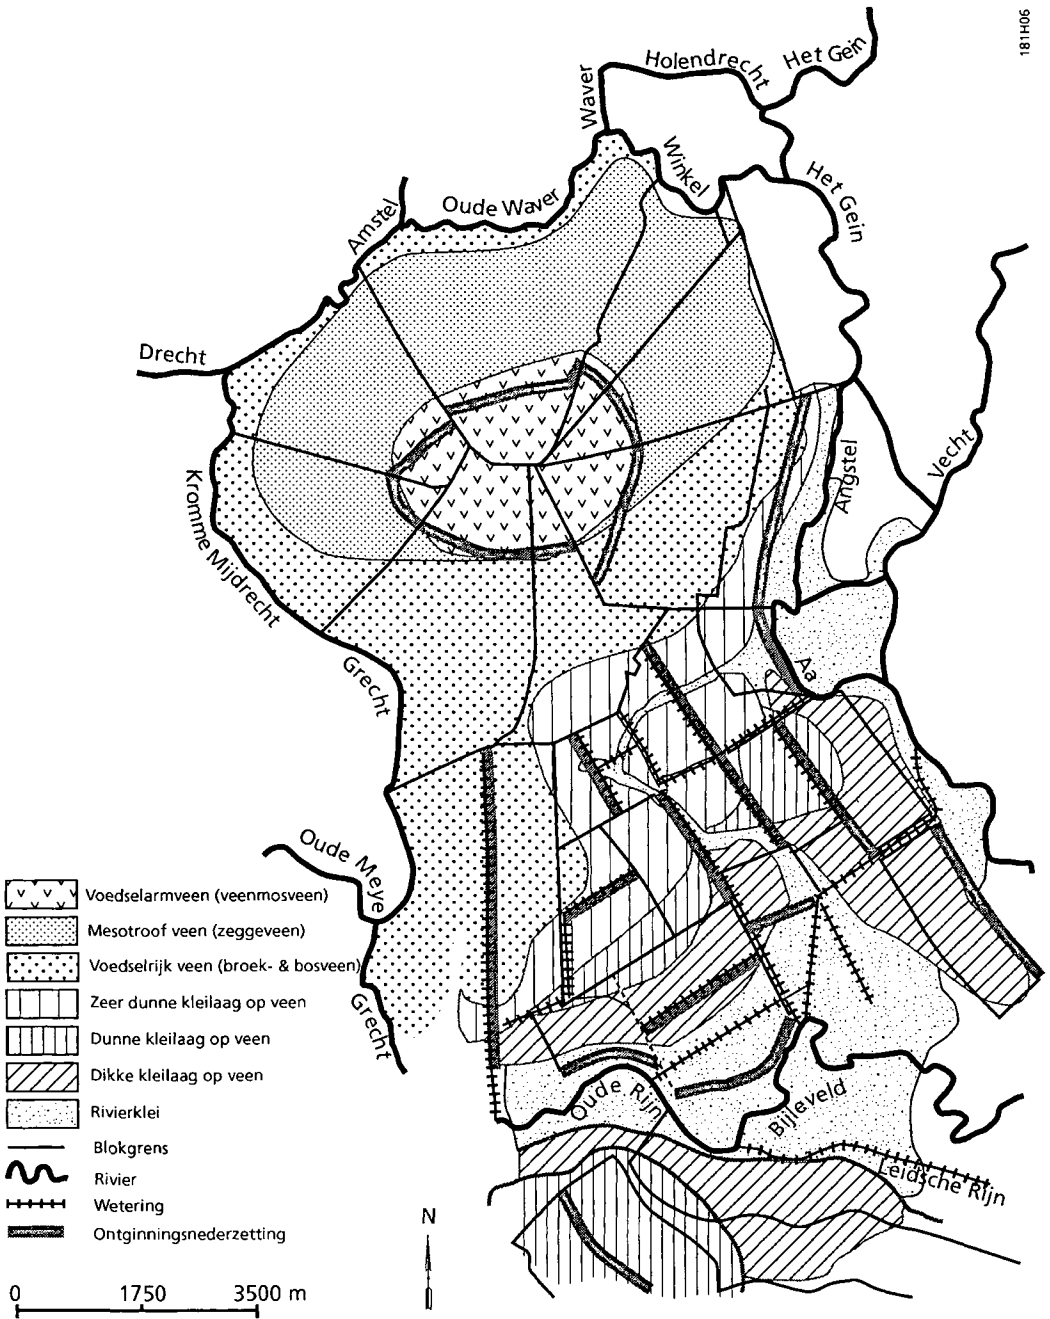 181H06
Holendrecht
Het Gein
Waver
Winkel
Het Gein
Oude Waver
Amstel
Drecht
Vecht
Angstel
Kromme Mijdrecht
Grecht
Aa
Oude Meye
Grecht
Oude Rijn
Bijleveld
Leidsche Rijn
Voedselarmveen (veenmosveen)
Mesotroof veen (zeggeveen)
Voedselrijk veen (broek- & bosveen)
Zeer dunne kleilaag op veen
Dunne kleilaag op veen
Dikke kleilaag op veen
Rivierklei
Blokgrens
Rivier
Wetering
Ontginningsnederzetting
N
0 1750 3500 m